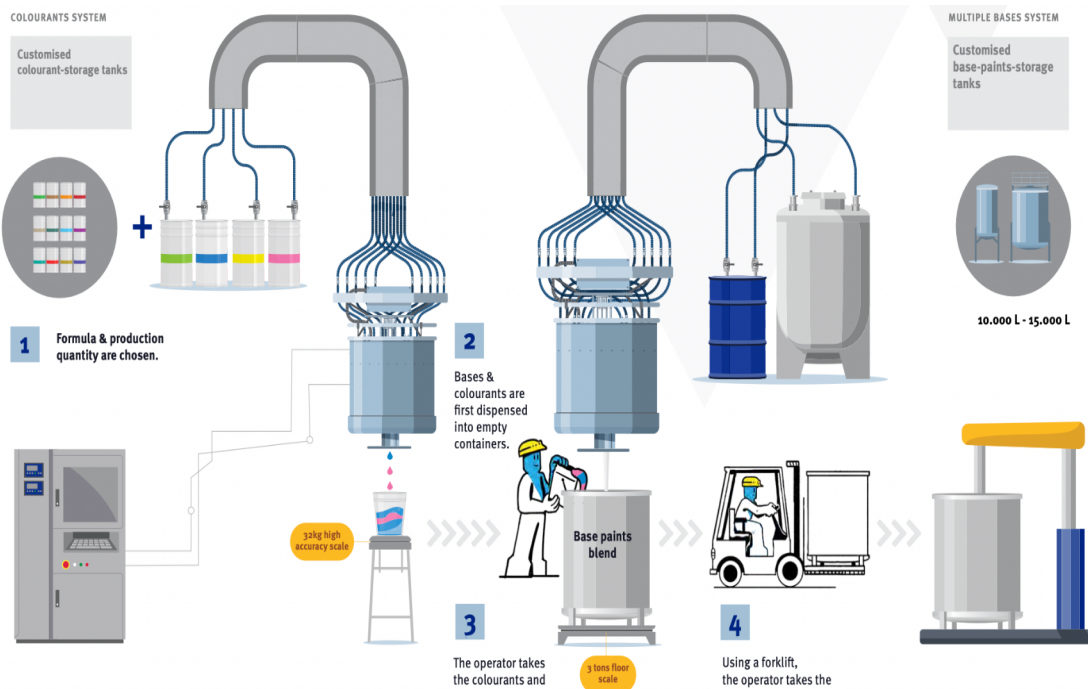 COLOURANTS SYSTEM
Customised
colourant-storage tanks
MULTIPLE BASES SYSTEM
Customised
base-paints-storage
tanks
10.000 L - 15.000 L
1
Formula & production
quantity are chosen.
2
Bases &
colourants are
first dispensed
into empty
containers.
32kg high
accuracy scale
Base paints
blend
3
The operator takes
the colourants and
3 tons floor
scale
4
Using a forklift,
the operator takes the